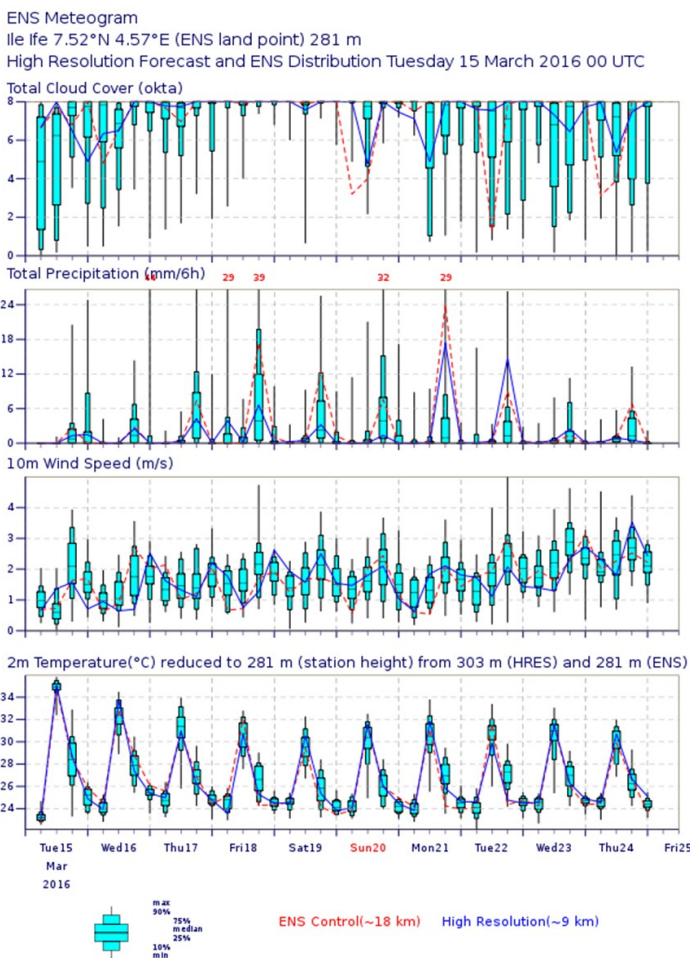 ENS Meteogram
Ile Ife 7.52°N 4.57°E (ENS land point) 281 m
High Resolution Forecast and ENS Distribution Tuesday 15 March 2016 00 UTC
Total Cloud Cover (okta)
8
6
4
2
0
Total Precipitation (mm/6h)
44 29 39 32 29
24
18
12
6
0
10m Wind Speed (m/s)
4
3
2
1
0
2m Temperature(°C) reduced to 281 m (station height) from 303 m (HRES) and 281 m (ENS)
34
32
30
28
26
24
Tue15 Wed16 Thu17 Fri18 Sat19 Sun20 Mon21 Tue22 Wed23 Thu24 Fri25
Mar
2016
max
90%
75%
median
25%
10%
min
ENS Control(~18 km) High Resolution(~9 km)